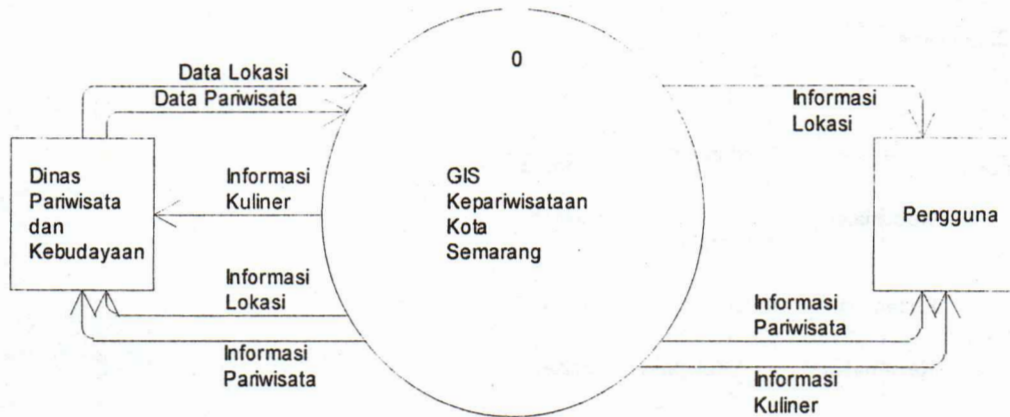 0
Data Lokasi
Data Pariwisata
Informasi
Lokasi
Dinas
Pariwisata
dan
Kebudayaan
Informasi
Kuliner
GIS
Kepariwisataan
Kota
Semarang
Pengguna
Informasi
Lokasi
Informasi
Pariwisata
Informasi
Pariwisata
Informasi
Kuliner